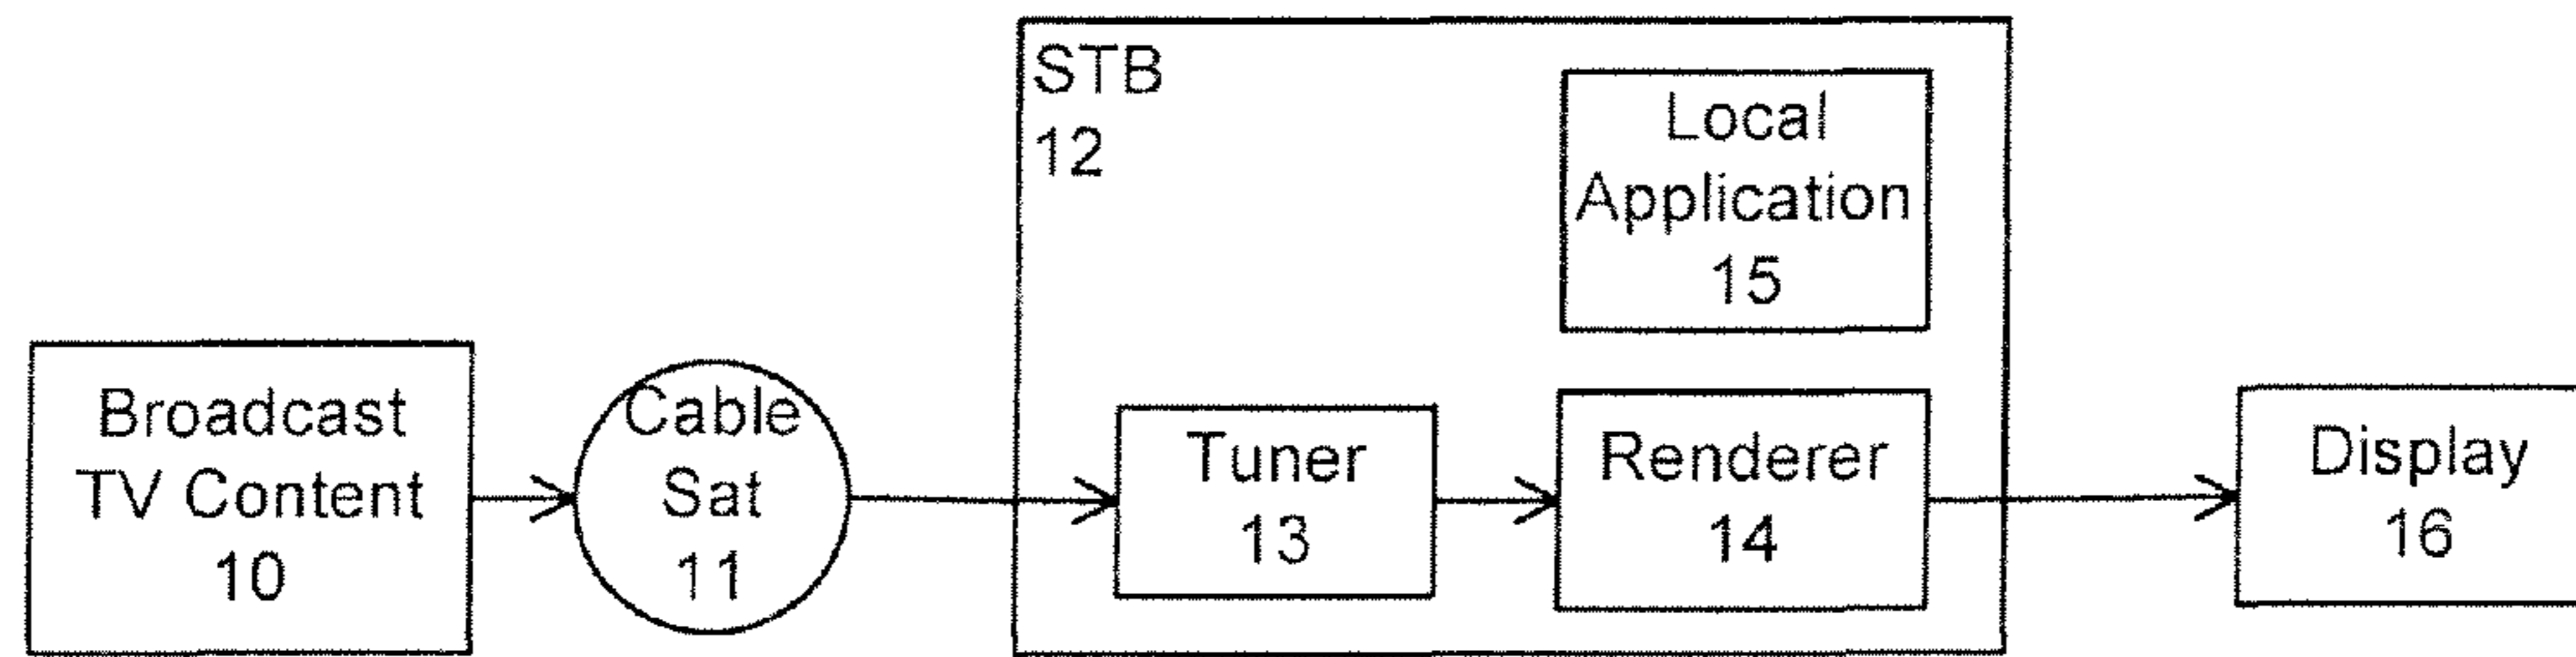 Broadcast
TV Content
10
Cable
Sat
11
STB
12
Local
Application
15
Tuner
13
Renderer
14
Display
16